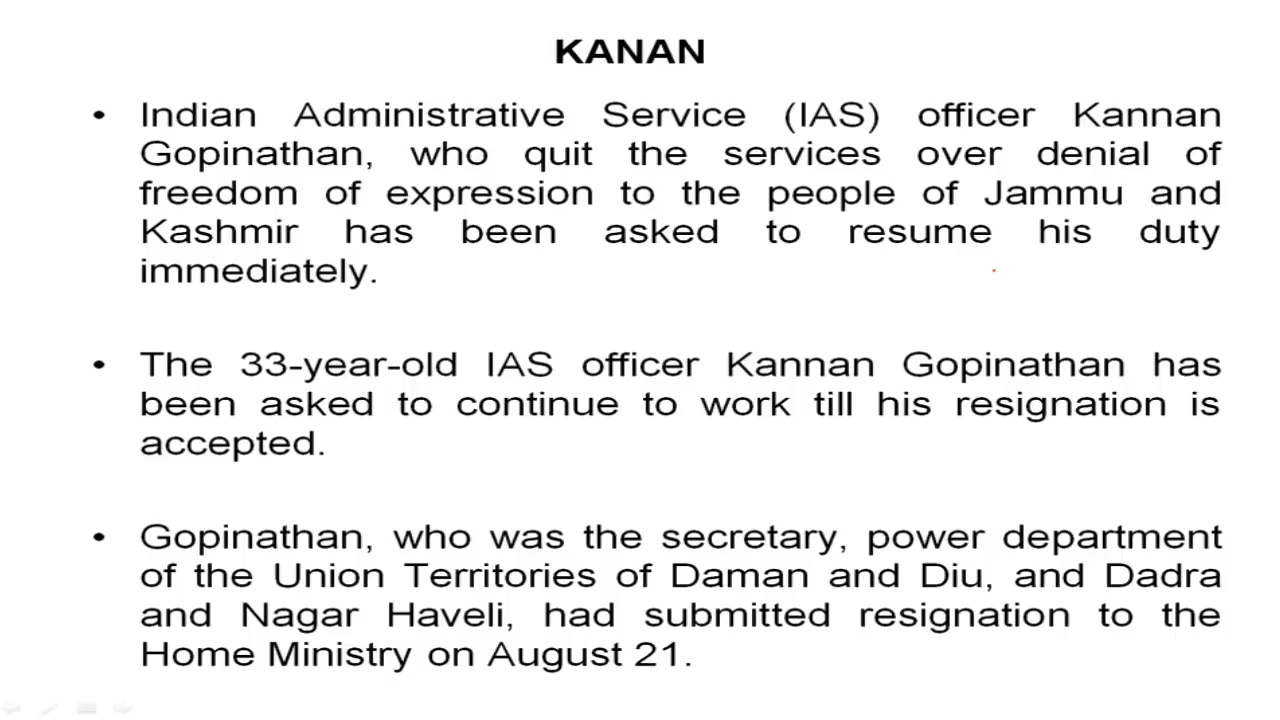 KANAN
• Indian Administrative Service (IAS) officer Kannan
Gopinathan, who quit the services over denial of
freedom of expression to the people of Jammu and
Kashmir has been asked to resume his duty
immediately.
• The 33-year-old IAS officer Kannan Gopinathan has
been asked to continue to work till his resignation is
accepted.
• Gopinathan, who was the secretary, power department
of the Union Territories of Daman and Diu, and Dadra
and Nagar Haveli, had submitted resignation to the
Home Ministry on August 21.